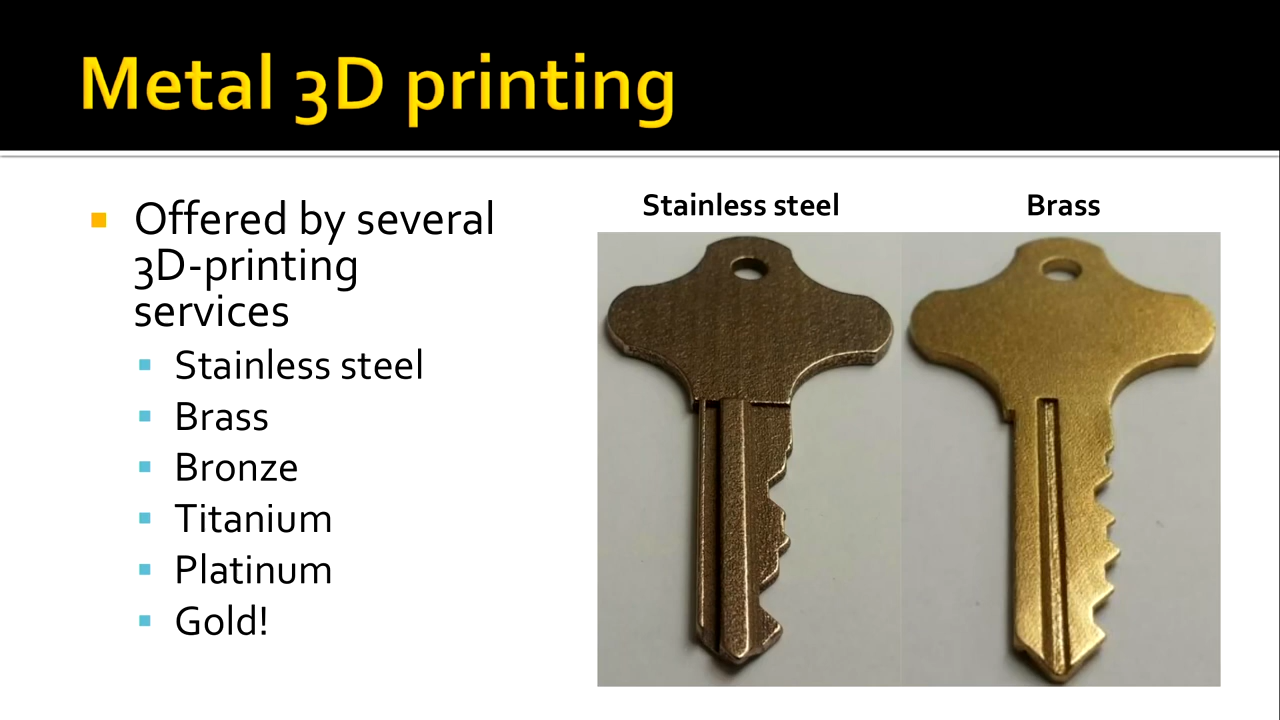 Metal 3D printing
Offered by several
3D-printing
services
Stainless steel
Brass
Bronze
Titanium
Platinum
Gold!
Stainless steel
Brass